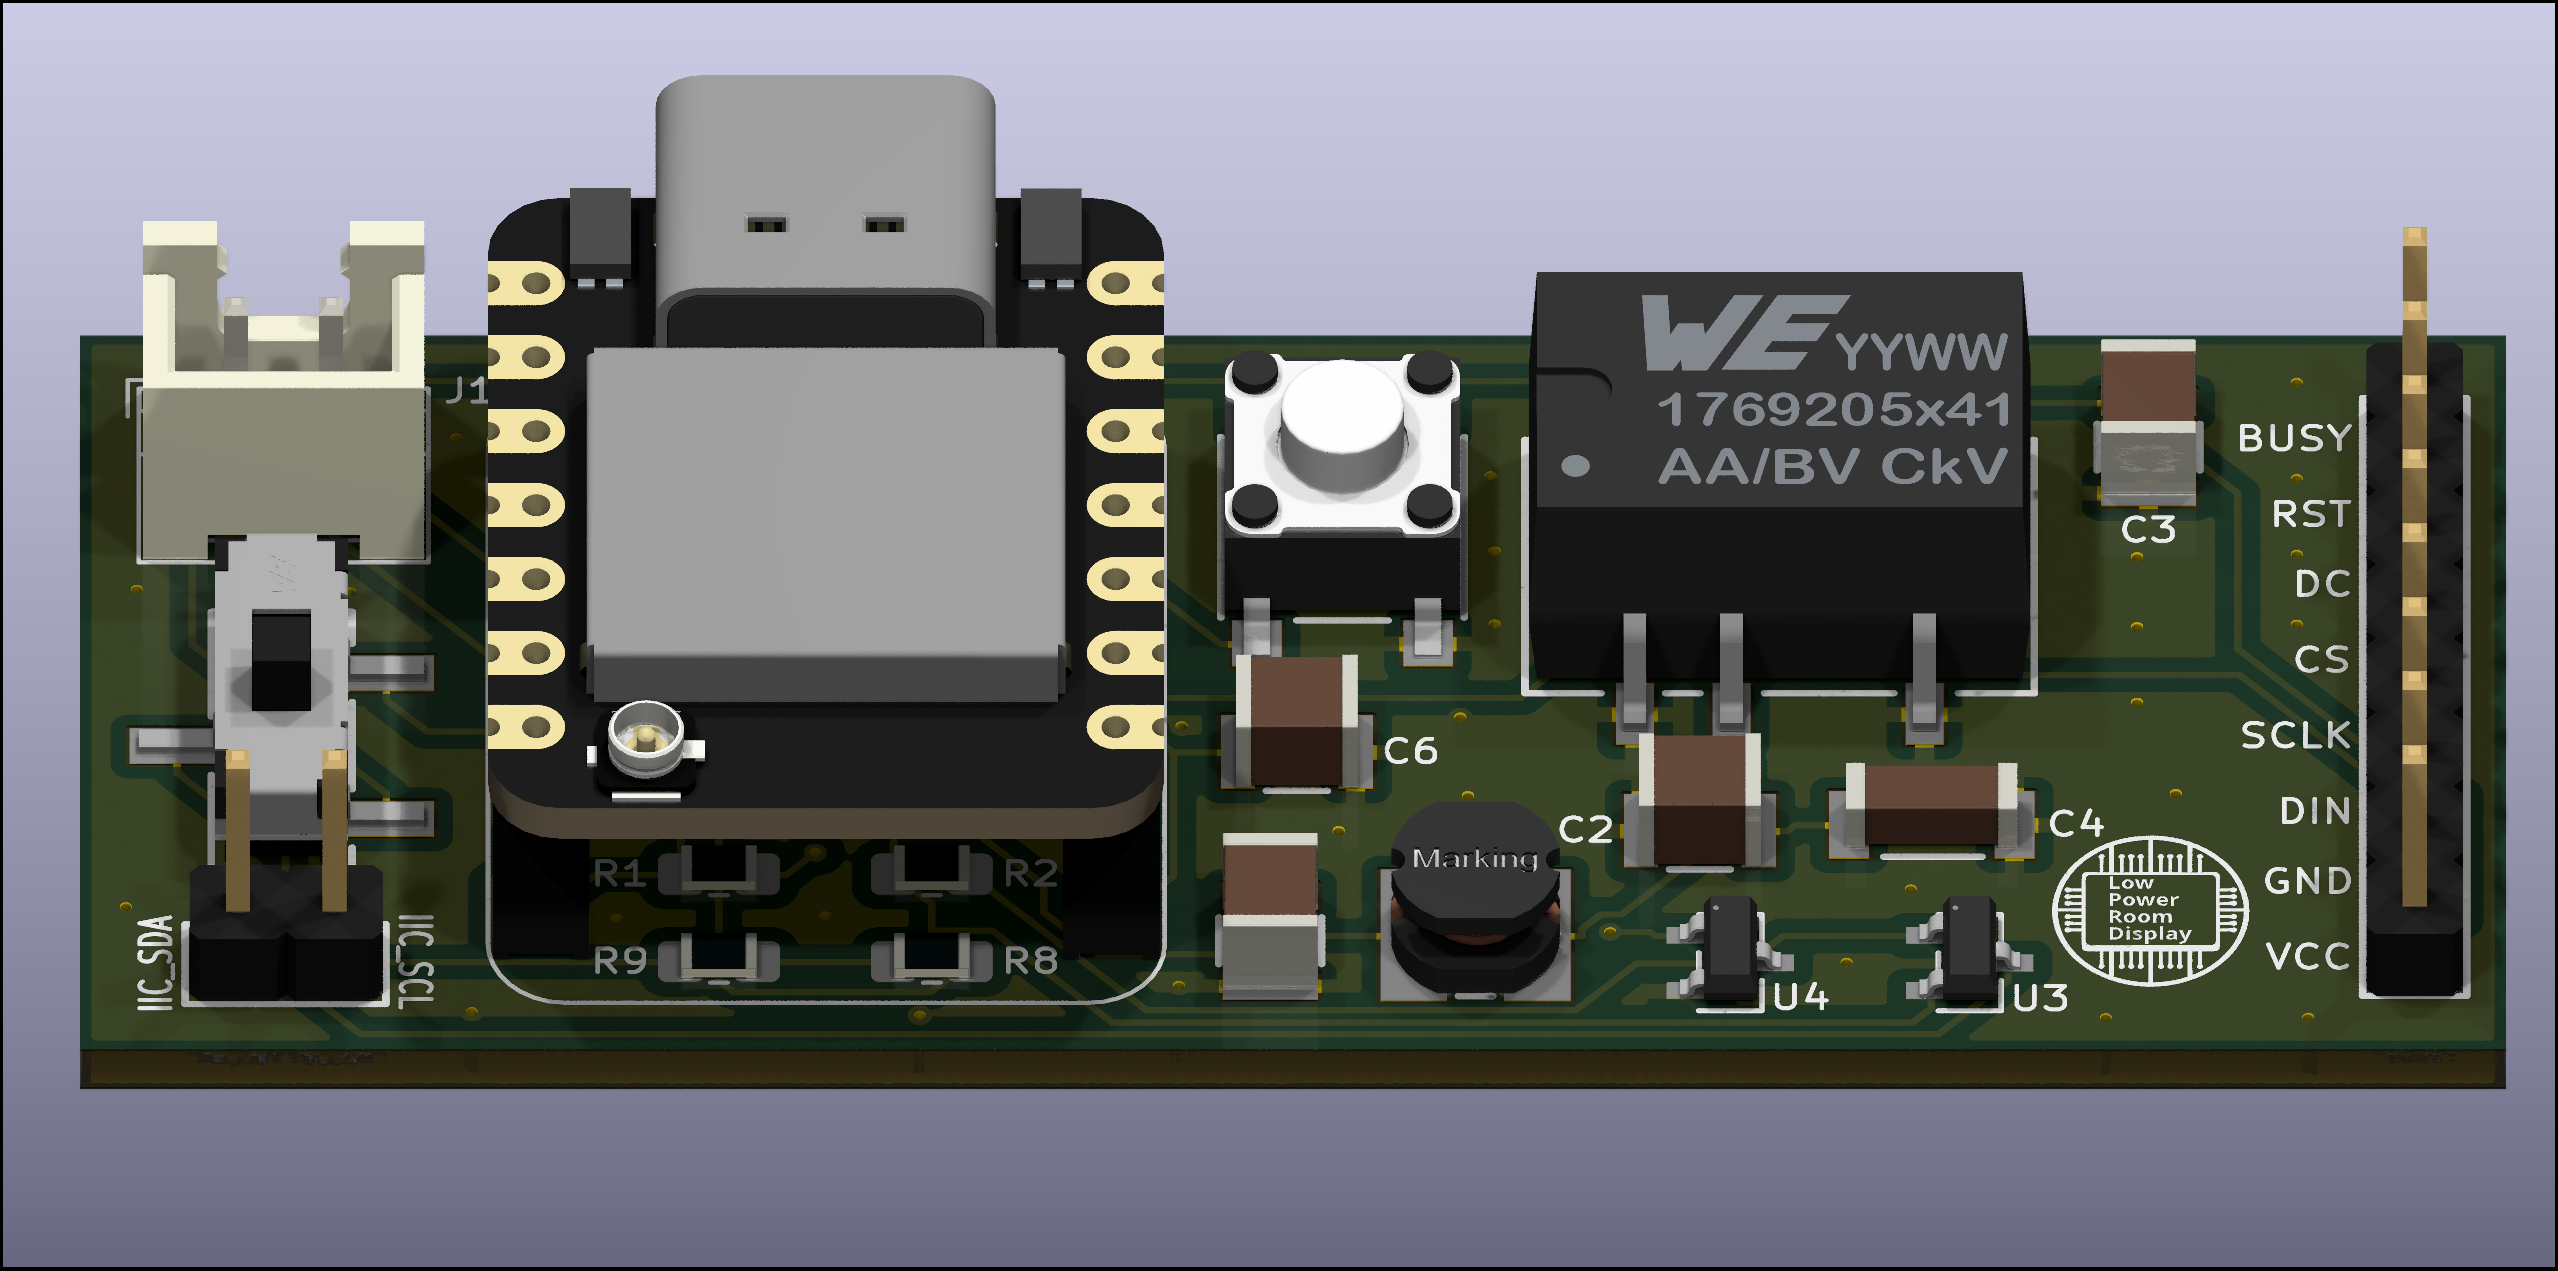 J1
IIC_SDA
IIC_SCL
R1
R2
R9
R8
C6
WE YYWW
1769205x41
AA/BV CkV
C3
Marking
C2
C4
U4
U3
Low
Power
Room
Display
BUSY
RST
DC
CS
SCLK
DIN
GND
VCC